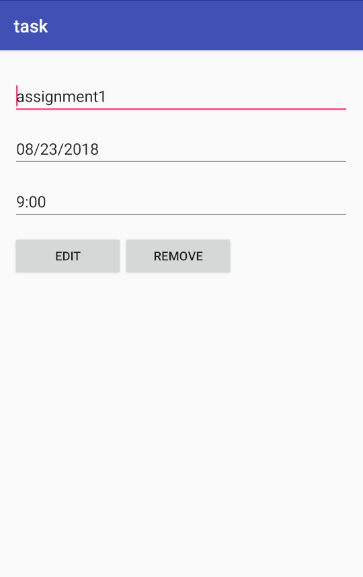 task
assignment1
08/23/2018
9:00
EDIT REMOVE